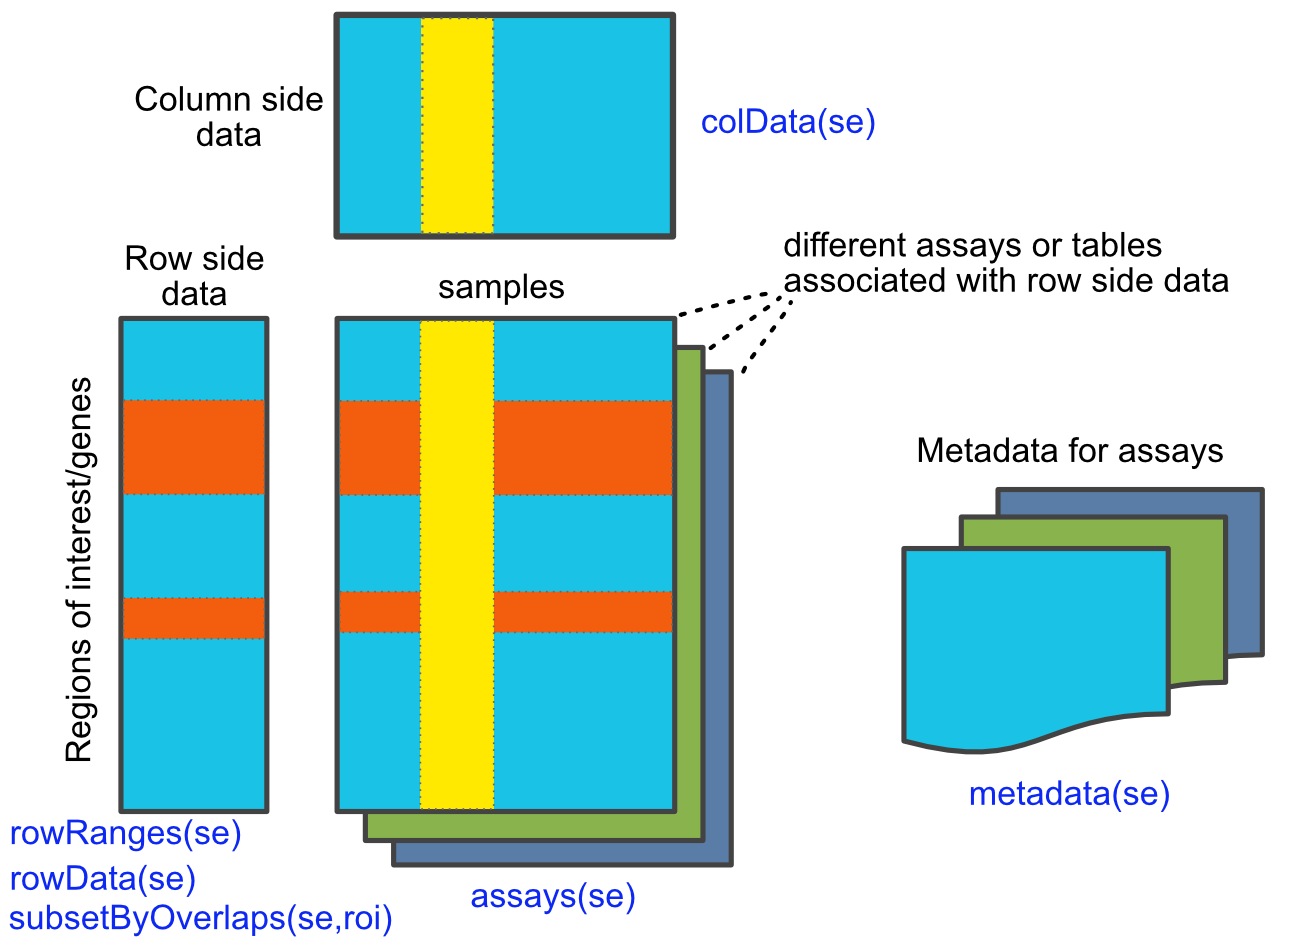 Column side
data
colData(se)
Row side
data
samples
different assays or tables
associated with row side data
Regions of interest/genes
Metadata for assays
metadata(se)
rowRanges(se)
rowData(se)
subsetByOverlaps(se,roi)
assays(se)